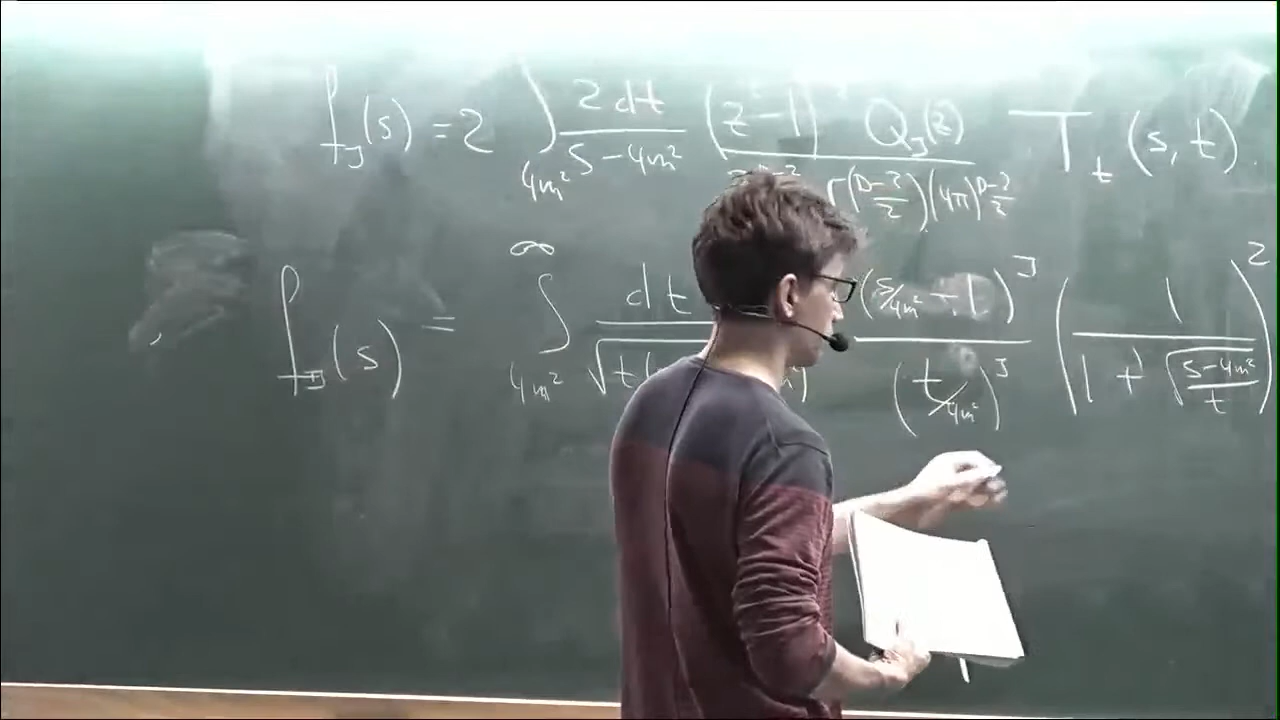 f_J(s) = 2 ∫_{4m²} 2dt / (s-4m²) (z²-1) Q_J(z) / Γ((D-2)/2)(4π)^{(D-2)/2} T_t(s,t).
f_J(s) = ∫_{4m²}^∞ dt / √t( (s/4m² -1)^J / (t/4m²)^J (1 / (1+√((s-4m²)/t)))²